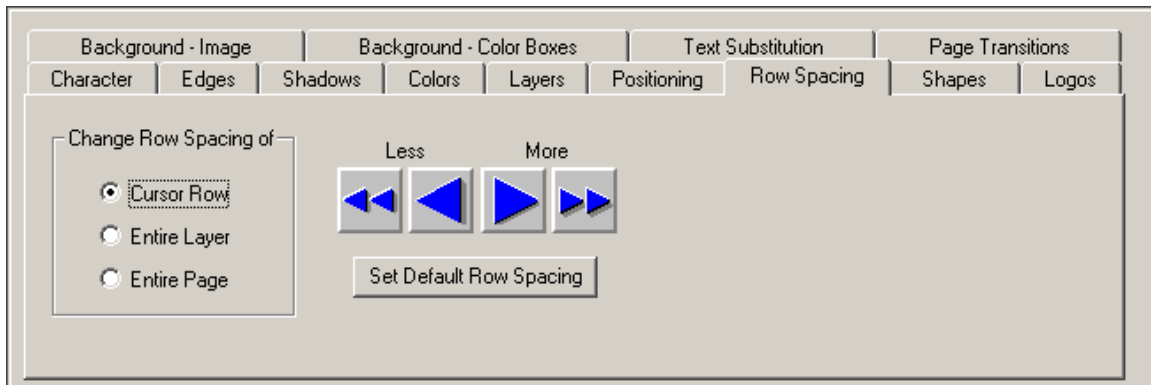 Background - Image Background - Color Boxes Text Substitution Page Transitions
Character Edges Shadows Colors Layers Positioning Row Spacing Shapes Logos
Change Row Spacing of
Less More
Cursor Row
Entire Layer
Entire Page
Set Default Row Spacing